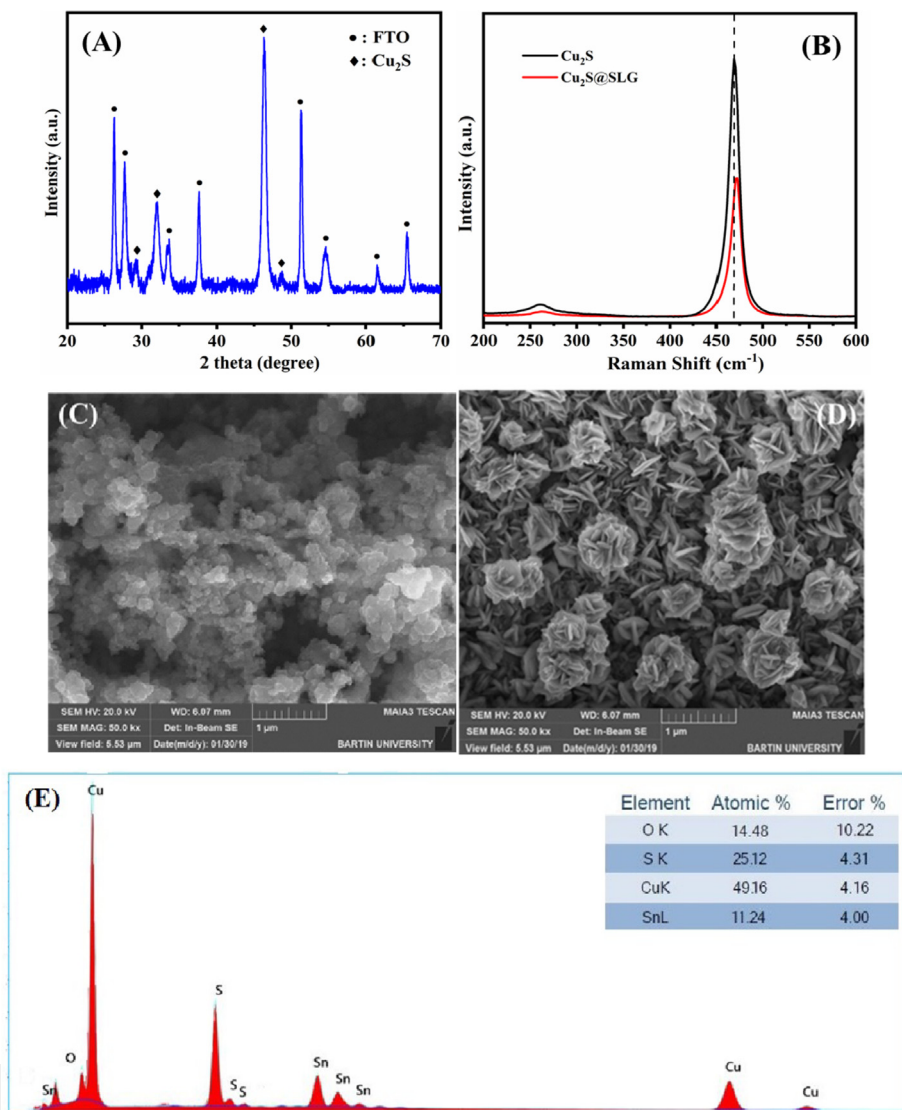 (A)
● : FTO
◆ : Cu₂S
Intensity (a.u.)
20 30 40 50 60 70
2 theta (degree)
(B)
Cu₂S
Cu₂S@SLG
Intensity (a.u.)
200 250 300 350 400 450 500 550 600
Raman Shift (cm⁻¹)
(C)
SEM HV: 20.0 kV WD: 6.07 mm MAIA3 TESCAN
SEM MAG: 50.0 kx Det: In-Beam SE 1 µm
View field: 5.53 µm Date(m/d/y): 01/30/19 BARTIN UNIVERSITY
(D)
SEM HV: 20.0 kV WD: 6.07 mm MAIA3 TESCAN
SEM MAG: 50.0 kx Det: In-Beam SE 1 µm
View field: 5.53 µm Date(m/d/y): 01/30/19 BARTIN UNIVERSITY
(E)
Cu
Element Atomic % Error %
O K 14.48 10.22
S K 25.12 4.31
CuK 49.16 4.16
SnL 11.24 4.00
S
O
Sn
S
S
Sn
Sn
Sn
Cu
Cu